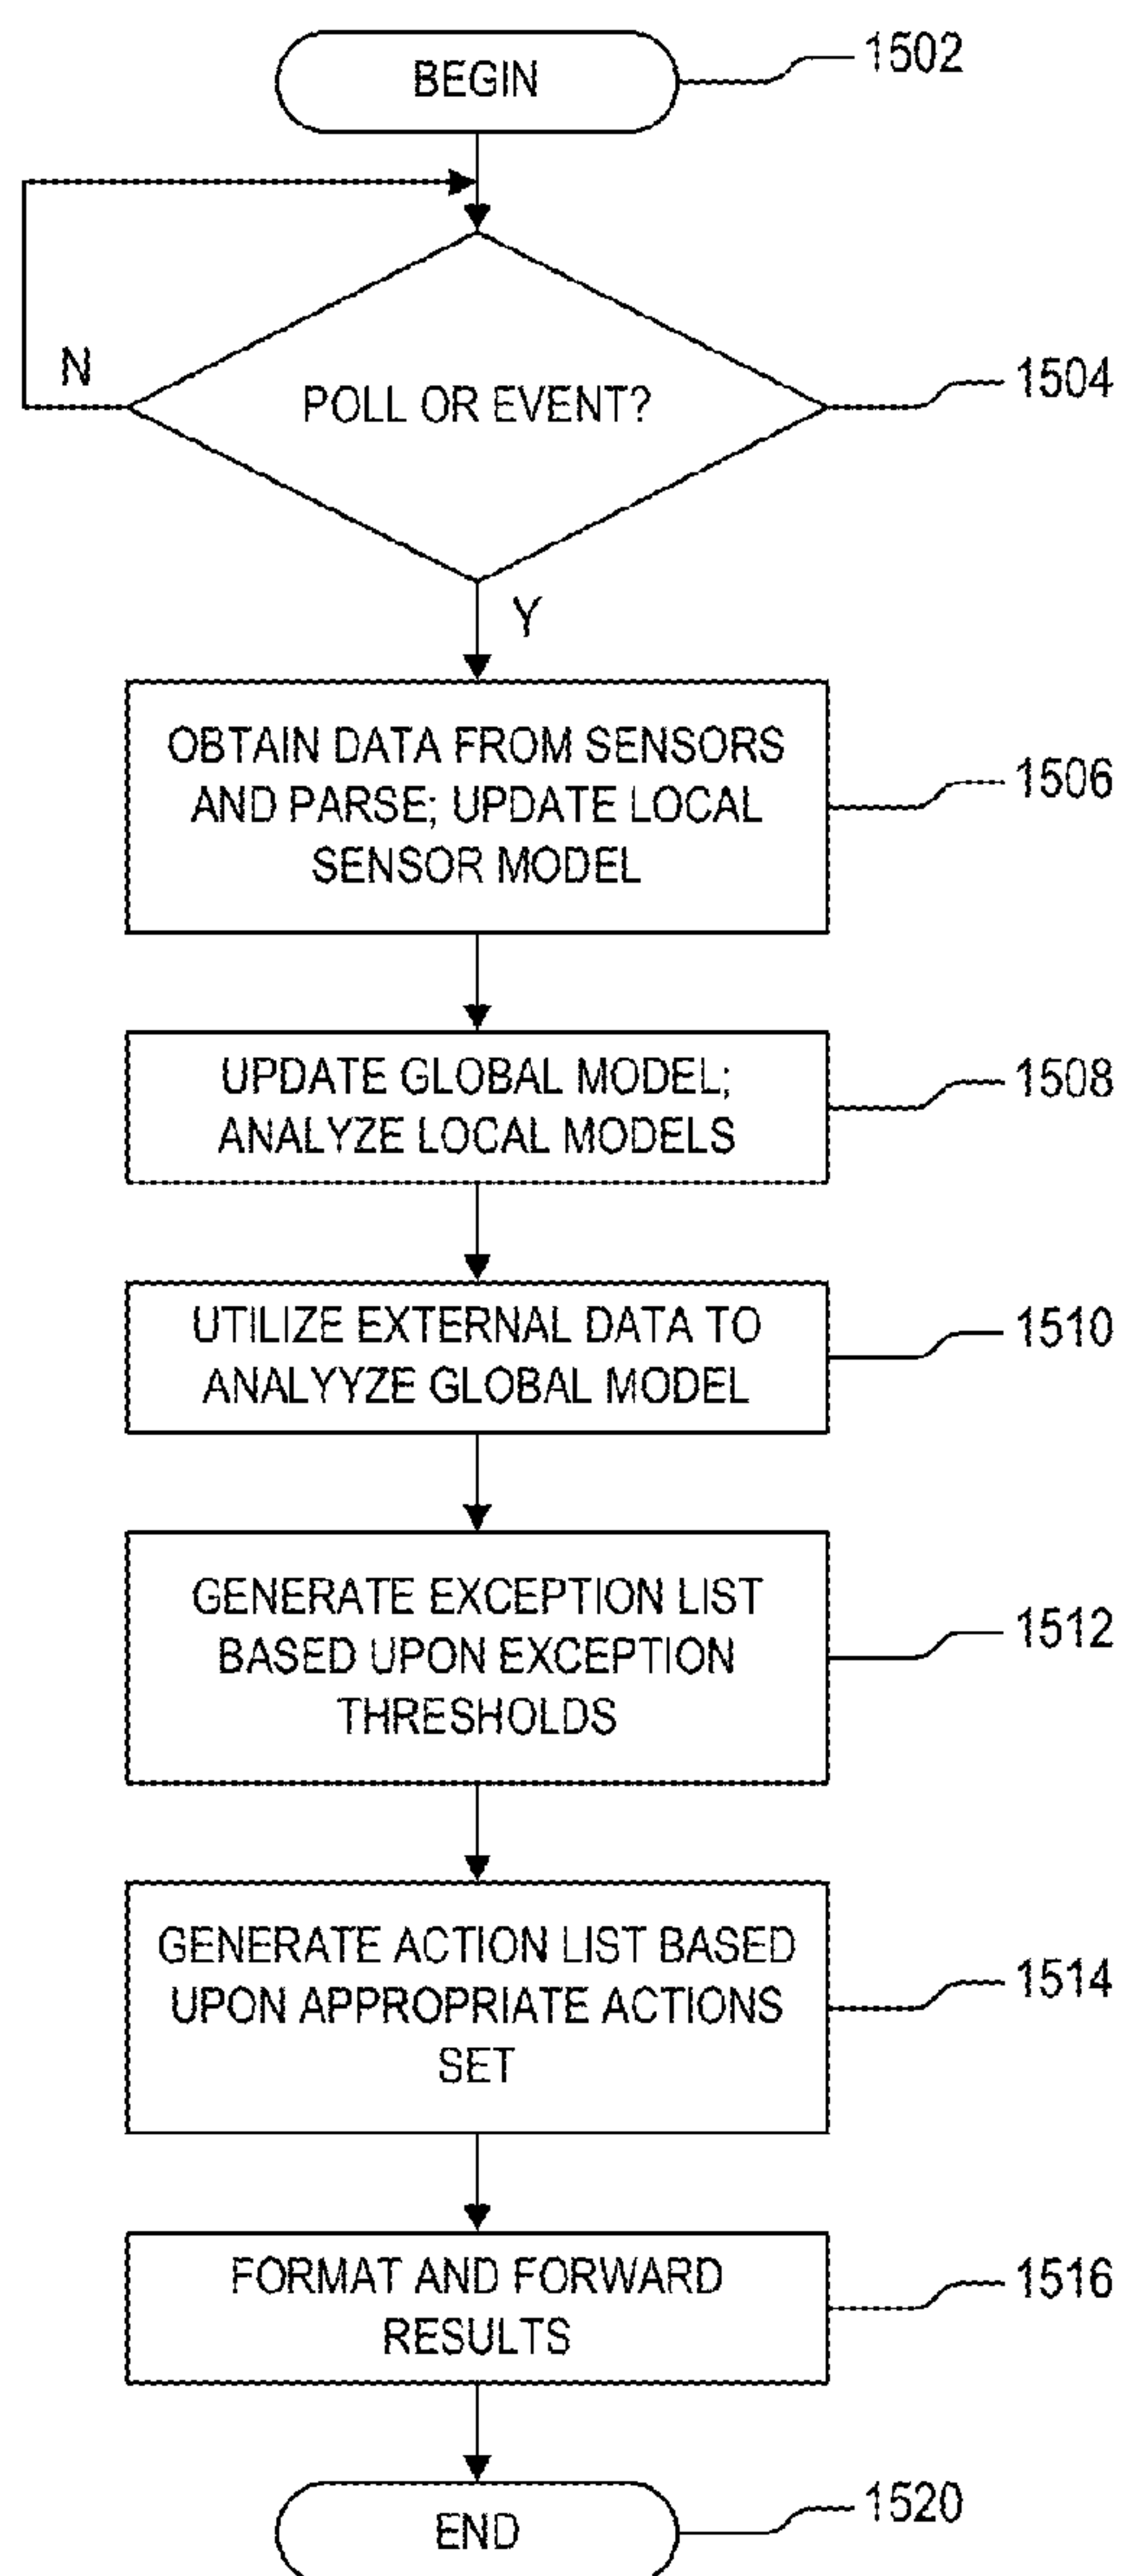 BEGIN
1502
N
POLL OR EVENT?
1504
Y
OBTAIN DATA FROM SENSORS
AND PARSE; UPDATE LOCAL
SENSOR MODEL
1506
UPDATE GLOBAL MODEL;
ANALYZE LOCAL MODELS
1508
UTILIZE EXTERNAL DATA TO
ANALYYZE GLOBAL MODEL
1510
GENERATE EXCEPTION LIST
BASED UPON EXCEPTION
THRESHOLDS
1512
GENERATE ACTION LIST BASED
UPON APPROPRIATE ACTIONS
SET
1514
FORMAT AND FORWARD
RESULTS
1516
END
1520